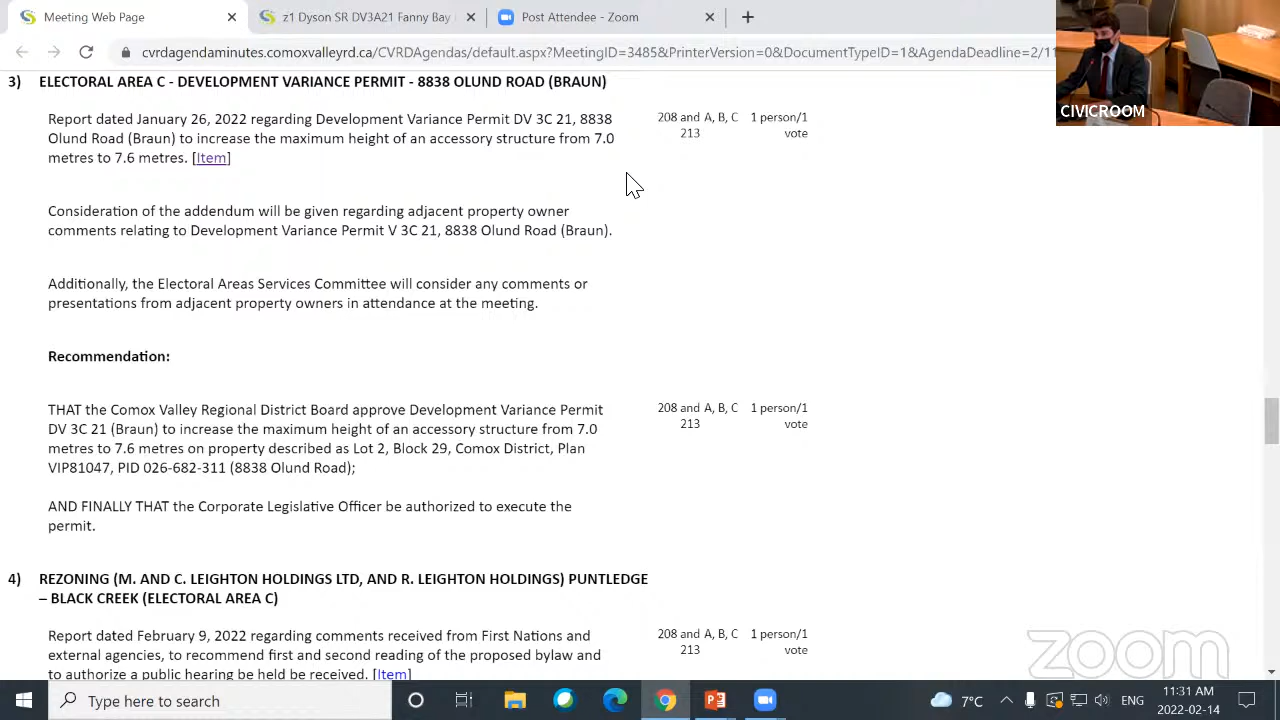 Meeting Web Page
z1 Dyson SR DV3A21 Fanny Bay
Post Attendee - Zoom
cvrdagendaminutes.comoxvalleyrd.ca/CVRDAgendas/default.aspx?MeetingID=3485&PrinterVersion=0&DocumentTypeID=1&AgendaDeadline=2/11
CIVICROOM
3) ELECTORAL AREA C - DEVELOPMENT VARIANCE PERMIT - 8838 OLUND ROAD (BRAUN)
Report dated January 26, 2022 regarding Development Variance Permit DV 3C 21, 8838 208 and A, B, C 1 person/1
Olund Road (Braun) to increase the maximum height of an accessory structure from 7.0 213 vote
metres to 7.6 metres. [Item]
Consideration of the addendum will be given regarding adjacent property owner
comments relating to Development Variance Permit V 3C 21, 8838 Olund Road (Braun).
Additionally, the Electoral Areas Services Committee will consider any comments or
presentations from adjacent property owners in attendance at the meeting.
Recommendation:
THAT the Comox Valley Regional District Board approve Development Variance Permit 208 and A, B, C 1 person/1
DV 3C 21 (Braun) to increase the maximum height of an accessory structure from 7.0 213 vote
metres to 7.6 metres on property described as Lot 2, Block 29, Comox District, Plan
VIP81047, PID 026-682-311 (8838 Olund Road);
AND FINALLY THAT the Corporate Legislative Officer be authorized to execute the
permit.
4) REZONING (M. AND C. LEIGHTON HOLDINGS LTD, AND R. LEIGHTON HOLDINGS) PUNTLEDGE
– BLACK CREEK (ELECTORAL AREA C)
Report dated February 9, 2022 regarding comments received from First Nations and 208 and A, B, C 1 person/1
external agencies, to recommend first and second reading of the proposed bylaw and 213 vote
to authorize a public hearing be held be received. [Item]
zoom
Type here to search
7°C
ENG
11:31 AM
2022-02-14